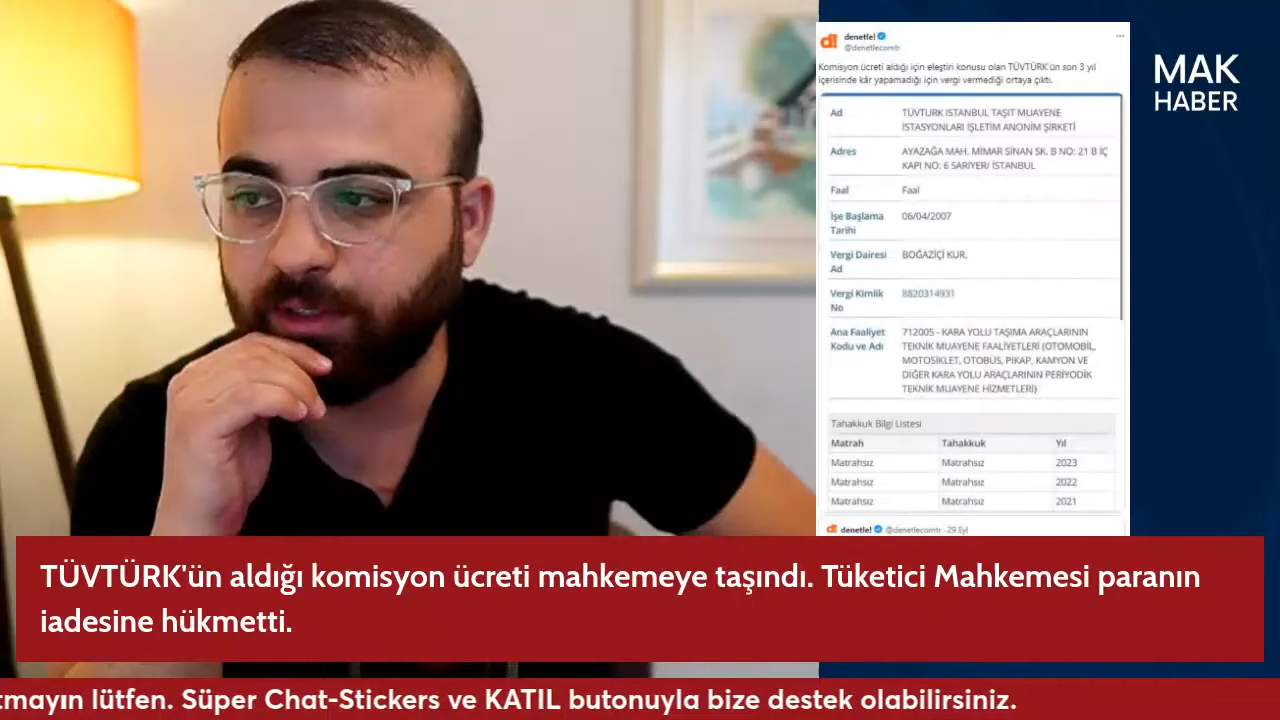 denetle!
@denetlecomtr
Komisyon ücreti aldığı için eleştiri konusu olan TÜVTÜRK'ün son 3 yıl
içerisinde kâr yapamadığı için vergi vermediği ortaya çıktı.
MAK
HABER
Ad TÜVTURK ISTANBUL TAŞIT MUAYENE
İSTASYONLARI İŞLETİM ANONİM ŞİRKETİ
Adres AYAZAĞA MAH. MİMAR SİNAN SK. B NO: 21 B İÇ
KAPI NO: 6 SARIYER/ İSTANBUL
Faal Faal
İşe Başlama 06/04/2007
Tarihi
Vergi Dairesi BOĞAZİÇİ KUR.
Ad
Vergi Kimlik 8820314931
No
Ana Faaliyet 712005 - KARA YOLU TAŞIMA ARAÇLARININ
Kodu ve Adı TEKNİK MUAYENE FAALİYETLERİ (OTOMOBİL,
MOTOSİKLET, OTOBÜS, PİKAP, KAMYON VE
DİĞER KARA YOLU ARAÇLARININ PERİYODİK
TEKNİK MUAYENE HİZMETLERİ)
Tahakkuk Bilgi Listesi
Matrah Tahakkuk Yıl
Matrahsız Matrahsız 2023
Matrahsız Matrahsız 2022
Matrahsız Matrahsız 2021
denetle! @denetlecomtr · 29 Eyl
TÜVTÜRK'ün aldığı komisyon ücreti mahkemeye taşındı. Tüketici Mahkemesi paranın
iadesine hükmetti.
tmayın lütfen. Süper Chat-Stickers ve KATIL butonuyla bize destek olabilirsiniz.